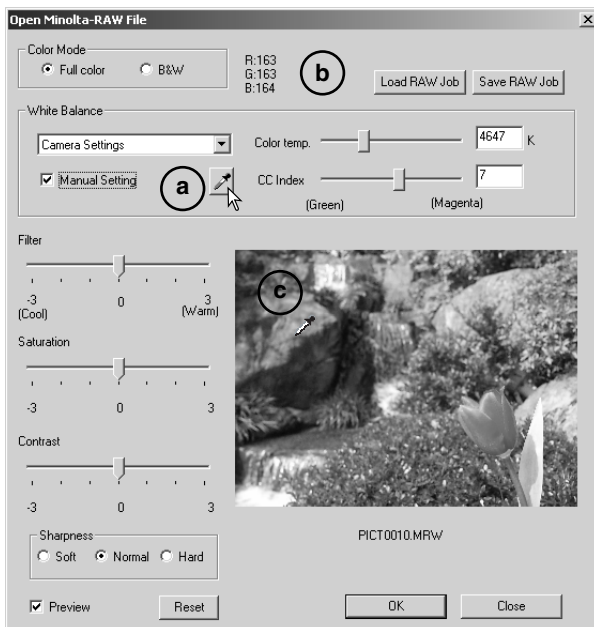 Open Minolta-RAW File
Color Mode
Full color B&W
R:163
G:163
B:164
b
Load RAW Job Save RAW Job
White Balance
Camera Settings
Color temp. 4647 K
Manual Setting
a
CC Index 7
(Green) (Magenta)
Filter
-3 0 3
(Cool) (Warm)
c
Saturation
-3 0 3
Contrast
-3 0 3
Sharpness
Soft Normal Hard
PICT0010.MRW
Preview Reset OK Close